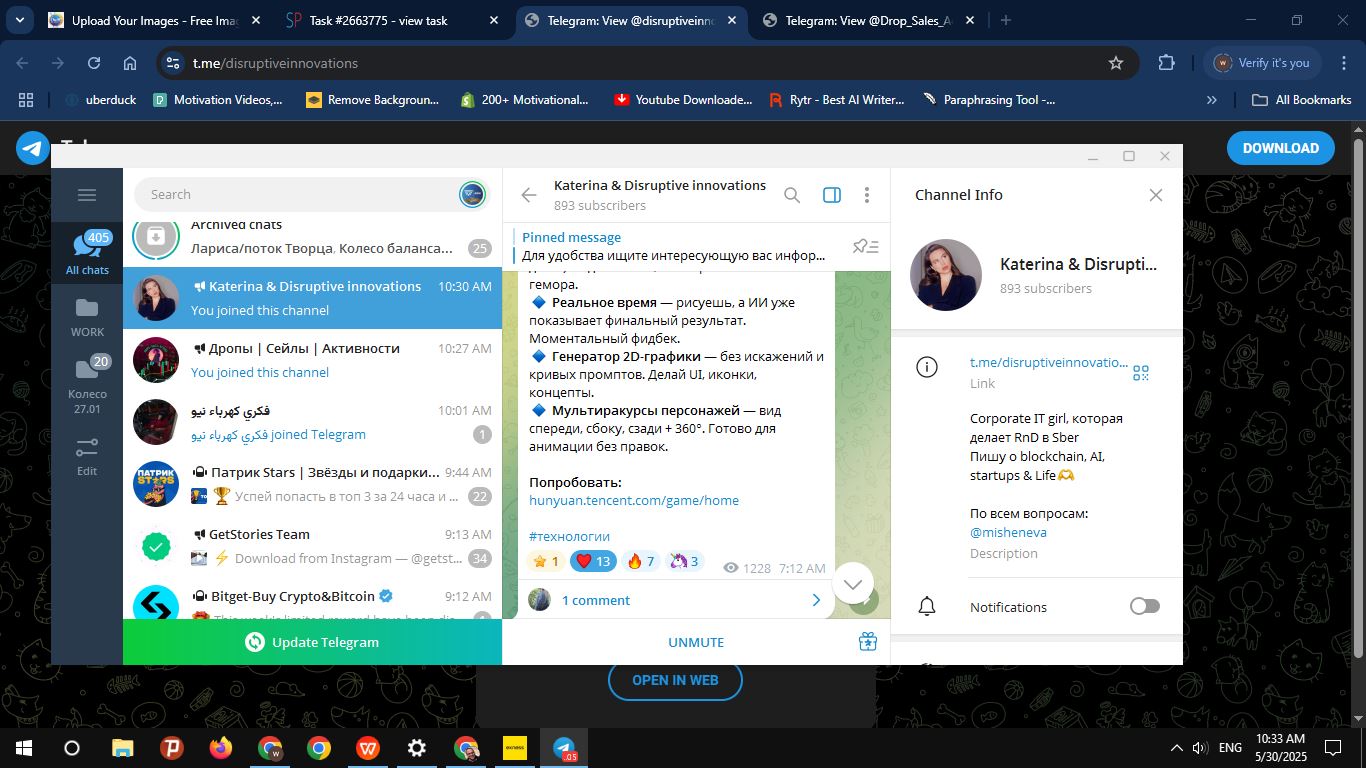 Upload Your Images - Free Imag
Task #2663775 - view task
Telegram: View @disruptiveinno
Telegram: View @Drop_Sales_A
t.me/disruptiveinnovations
Verify it's you
uberduck
Motivation Videos,...
Remove Backgroun...
200+ Motivational...
Youtube Downloade...
Rytr - Best AI Writer...
Paraphrasing Tool -...
All Bookmarks
DOWNLOAD
Search
405
All chats
WORK
20
Колесо
27.01
Edit
Archived chats
Лариса/поток Творца, Колесо баланса...
25
Katerina & Disruptive innovations
10:30 AM
You joined this channel
Дропы | Сейлы | Активности
10:27 AM
You joined this channel
فكري كهرباء نيو
10:01 AM
فكري كهرباء نيو joined Telegram
1
Патрик Stars | Звёзды и подарки...
9:44 AM
🏆 Успей попасть в топ 3 за 24 часа и ...
22
GetStories Team
9:13 AM
⚡ Download from Instagram — @getst...
34
Bitget-Buy Crypto&Bitcoin
9:12 AM
Update Telegram
Katerina & Disruptive innovations
893 subscribers
Pinned message
Для удобства ищите интересующую вас инфор...
гемора.
🔹 Реальное время — рисуешь, а ИИ уже
показывает финальный результат.
Моментальный фидбек.
🔹 Генератор 2D-графики — без искажений и
кривых промптов. Делай UI, иконки,
концепты.
🔹 Мультиракурсы персонажей — вид
спереди, сбоку, сзади + 360°. Готово для
анимации без правок.
Попробовать:
hunyuan.tencent.com/game/home
#технологии
⭐ 1
❤️ 13
🔥 7
🦄 3
1228 7:12 AM
1 comment
UNMUTE
Channel Info
Katerina & Disrupti...
893 subscribers
t.me/disruptiveinnovatio...
Link
Corporate IT girl, которая
делает RnD в Sber
Пишу о blockchain, AI,
startups & Life🫶
По всем вопросам:
@misheneva
Description
Notifications
OPEN IN WEB
exness
ENG
10:33 AM
5/30/2025